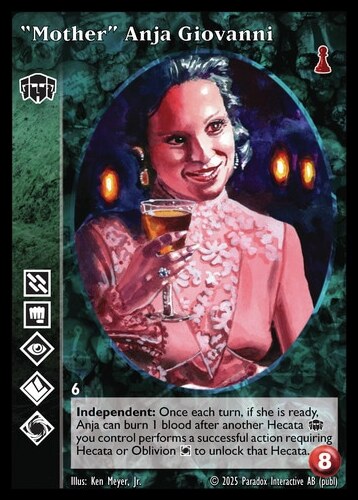 "Mother" Anja Giovanni
6
Independent: Once each turn, if she is ready,
Anja can burn 1 blood after another Hecata
you control performs a successful action requiring
Hecata or Oblivion to unlock that Hecata.
8
Illus: Ken Meyer, Jr.
© 2025 Paradox Interactive AB (publ)